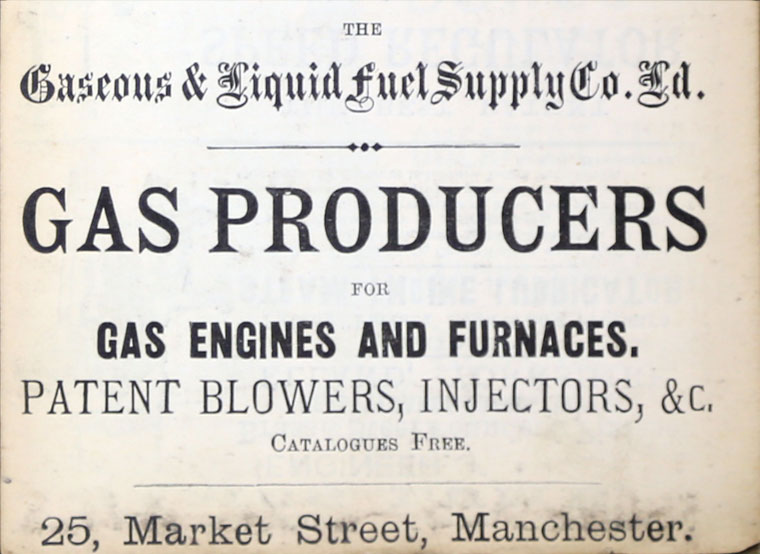 THE
Gaseous & Liquid Fuel Supply Co. Ld.
GAS PRODUCERS
FOR
GAS ENGINES AND FURNACES.
PATENT BLOWERS, INJECTORS, &c.
CATALOGUES FREE.
25, Market Street, Manchester.